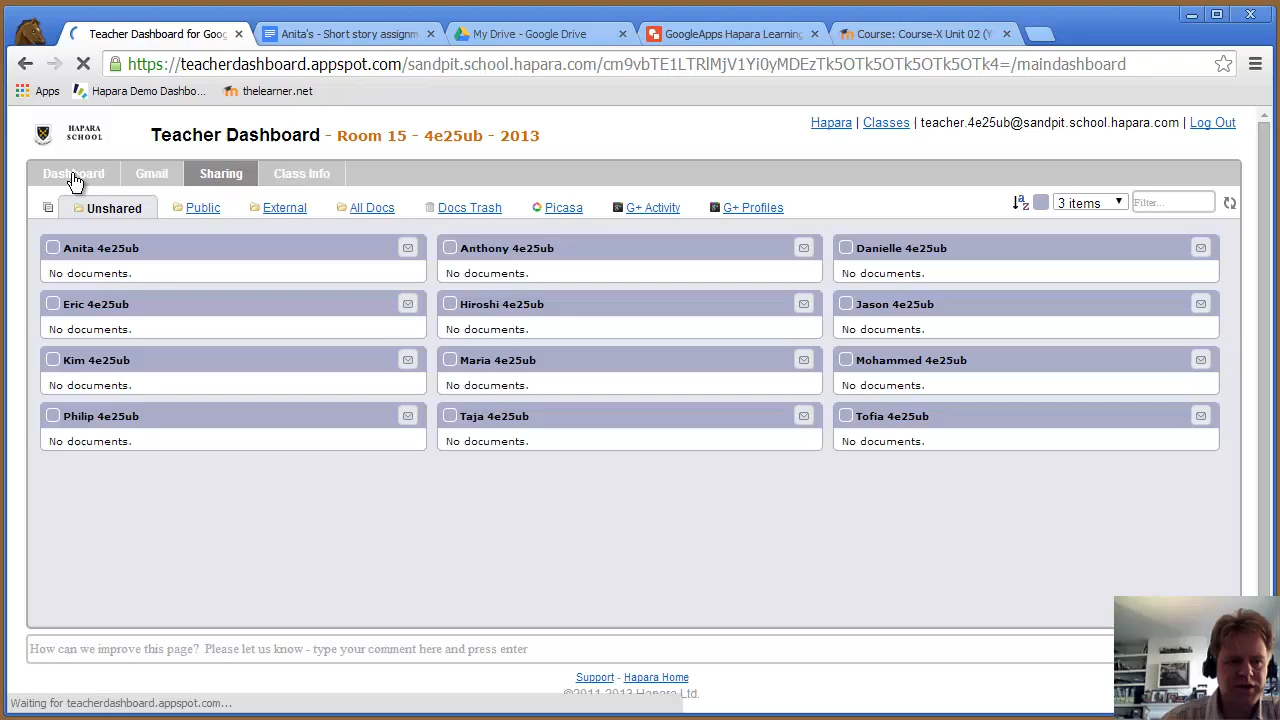 Teacher Dashboard for Goog
Anita's - Short story assignm
My Drive - Google Drive
GoogleApps Hapara Learning
Course: Course-X Unit 02 (Y
https://teacherdashboard.appspot.com/sandpit.school.hapara.com/cm9vbTE1LTRlMjV1Yi0yMDEzTk5OTk5OTk5OTk5OTk4=/maindashboard
Apps
Hapara Demo Dashbo...
thelearner.net
HAPARA SCHOOL
Teacher Dashboard - Room 15 - 4e25ub - 2013
Hapara | Classes | teacher.4e25ub@sandpit.school.hapara.com | Log Out
Dashboard
Gmail
Sharing
Class Info
Unshared
Public
External
All Docs
Docs Trash
Picasa
G+ Activity
G+ Profiles
3 items
Filter...
Anita 4e25ub
No documents.
Anthony 4e25ub
No documents.
Danielle 4e25ub
No documents.
Eric 4e25ub
No documents.
Hiroshi 4e25ub
No documents.
Jason 4e25ub
No documents.
Kim 4e25ub
No documents.
Maria 4e25ub
No documents.
Mohammed 4e25ub
No documents.
Philip 4e25ub
No documents.
Taja 4e25ub
No documents.
Tofia 4e25ub
No documents.
How can we improve this page? Please let us know - type your comment here and press enter
Support - Hapara Home
©2011-2013 Hapara Ltd.
Waiting for teacherdashboard.appspot.com...